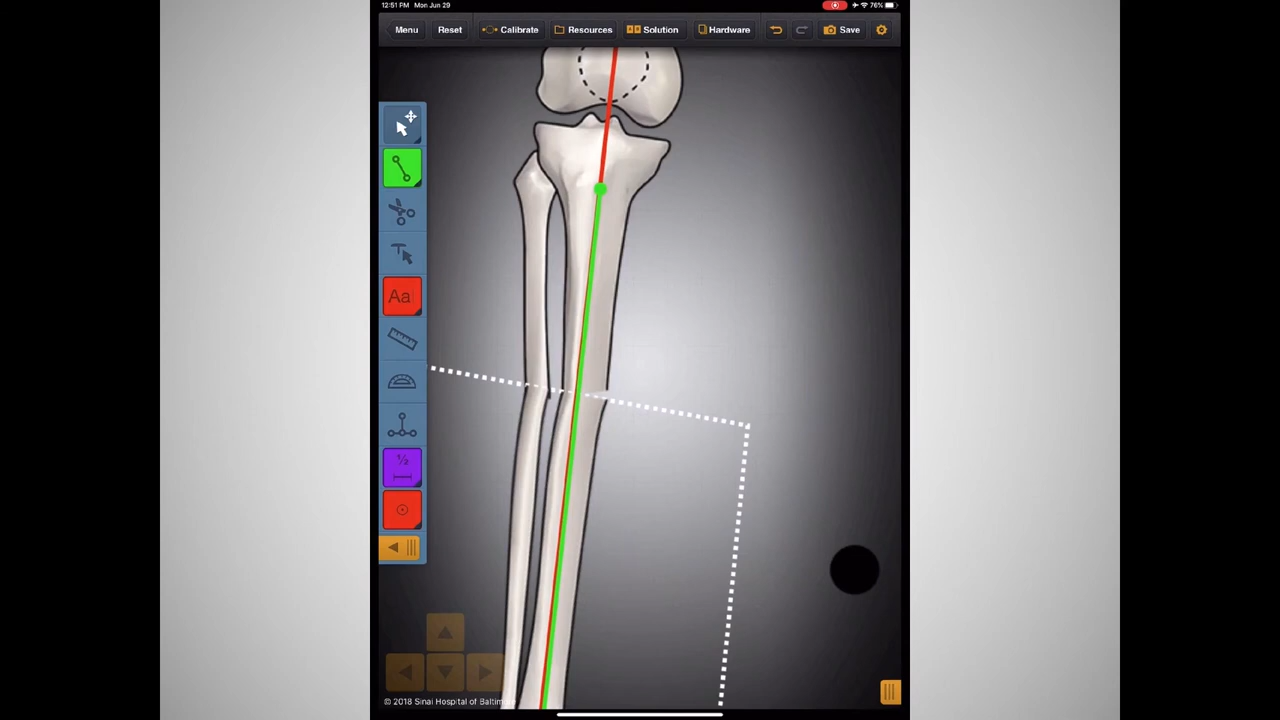 12:51 PM Mon Jun 29
76%
Menu Reset Calibrate Resources Solution Hardware Save
Aa
½
© 2018 Sinai Hospital of Baltim